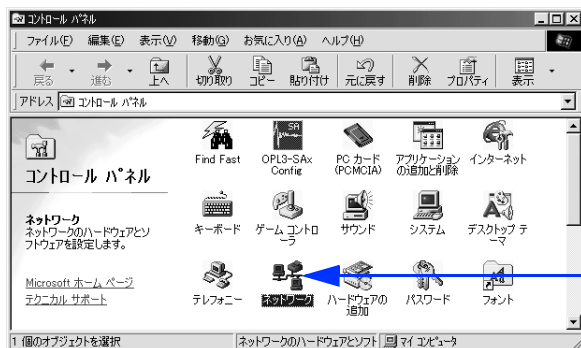 コントロール パネル
ファイル(F) 編集(E) 表示(V) 移動(G) お気に入り(A) ヘルプ(H)
戻る 進む 上へ 切り取り コピー 貼り付け 元に戻す 削除 プロパティ 表示
アドレス コントロール パネル
コントロール パネル
ネットワーク
ネットワークのハードウェアとソ
フトウェアを設定します。
Microsoft ホーム ページ
テクニカル サポート
Find Fast
OPL3-SAx
Config
PC カード
(PCMCIA)
アプリケーション
の追加と削除
インターネット
キーボード
ゲーム コントロ
ーラ
サウンド
システム
デスクトップ テ
ーマ
テレフォニー
ネットワーク
ハードウェアの
追加
パスワード
フォント
1 個のオブジェクトを選択
ネットワークのハードウェアとソフト
マイ コンピュータ